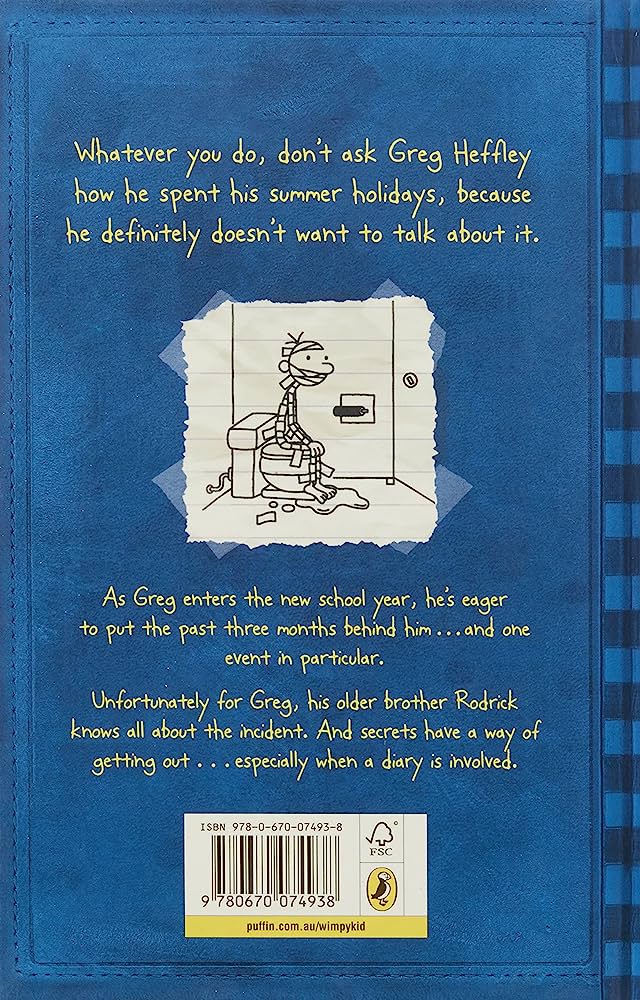 Whatever you do, don't ask Greg Heffley
how he spent his summer holidays, because
he definitely doesn't want to talk about it.
As Greg enters the new school year, he's eager
to put the past three months behind him...and one
event in particular.
Unfortunately for Greg, his older brother Rodrick
knows all about the incident. And secrets have a way of
getting out . . . especially when a diary is involved.
ISBN 978-0-670-07493-8
FSC
9 780670 074938
puffin.com.au/wimpykid